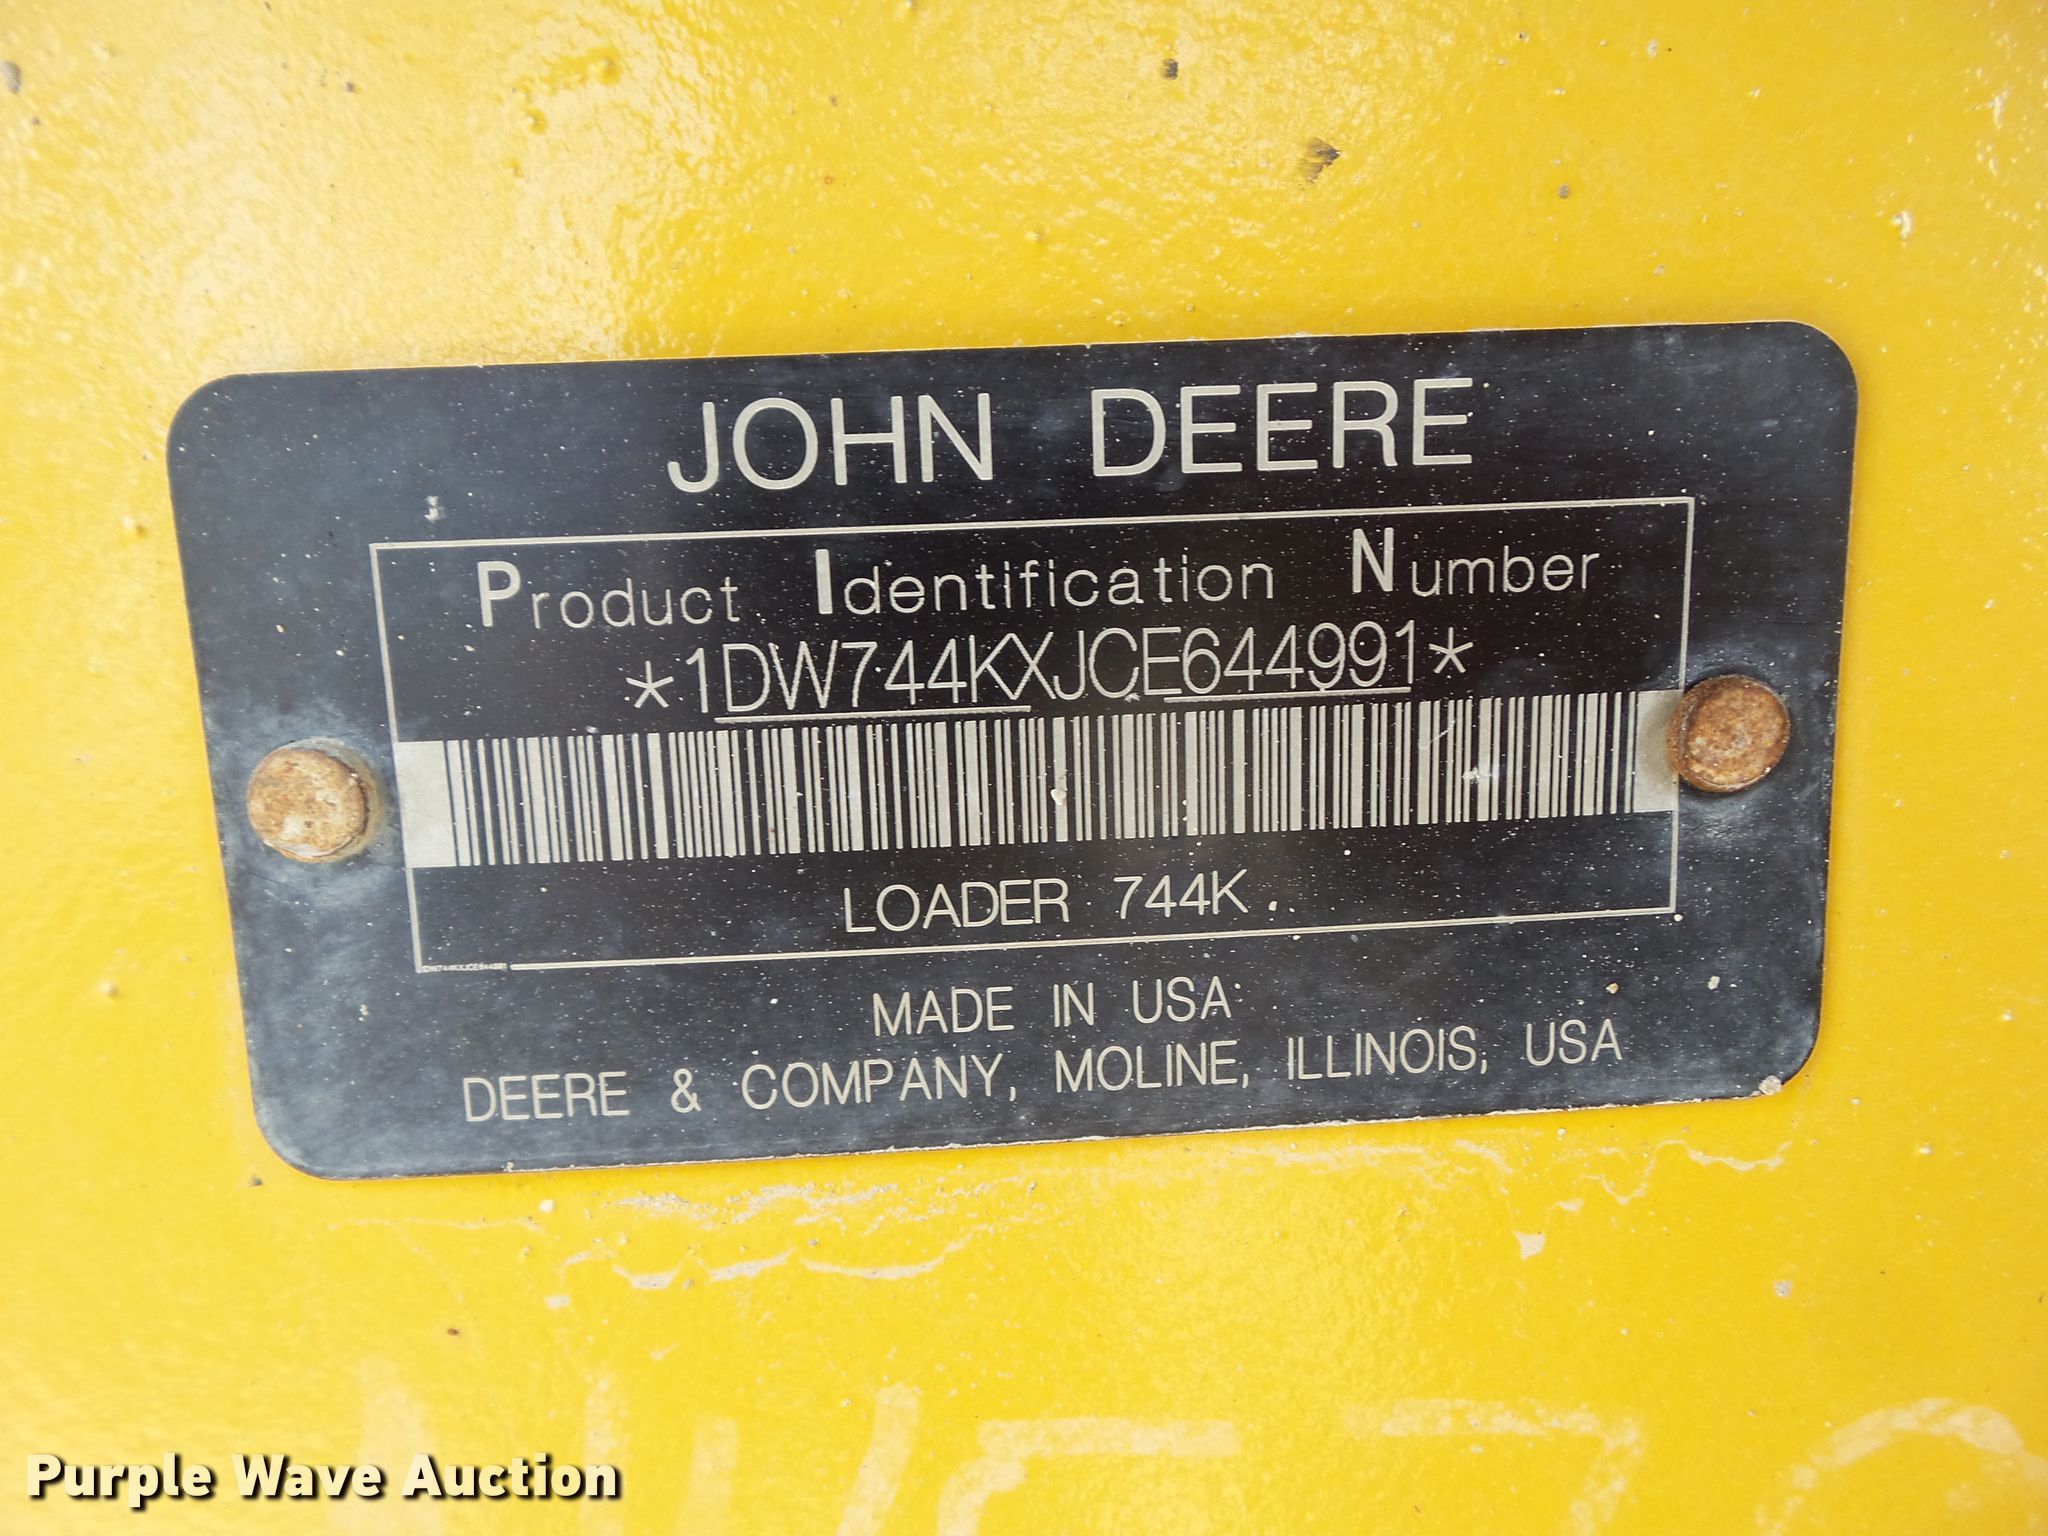 JOHN DEERE
Product Identification Number
*1DW744KXJCE644991*
LOADER 744K
MADE IN USA
DEERE & COMPANY, MOLINE, ILLINOIS, USA
Purple Wave Auction